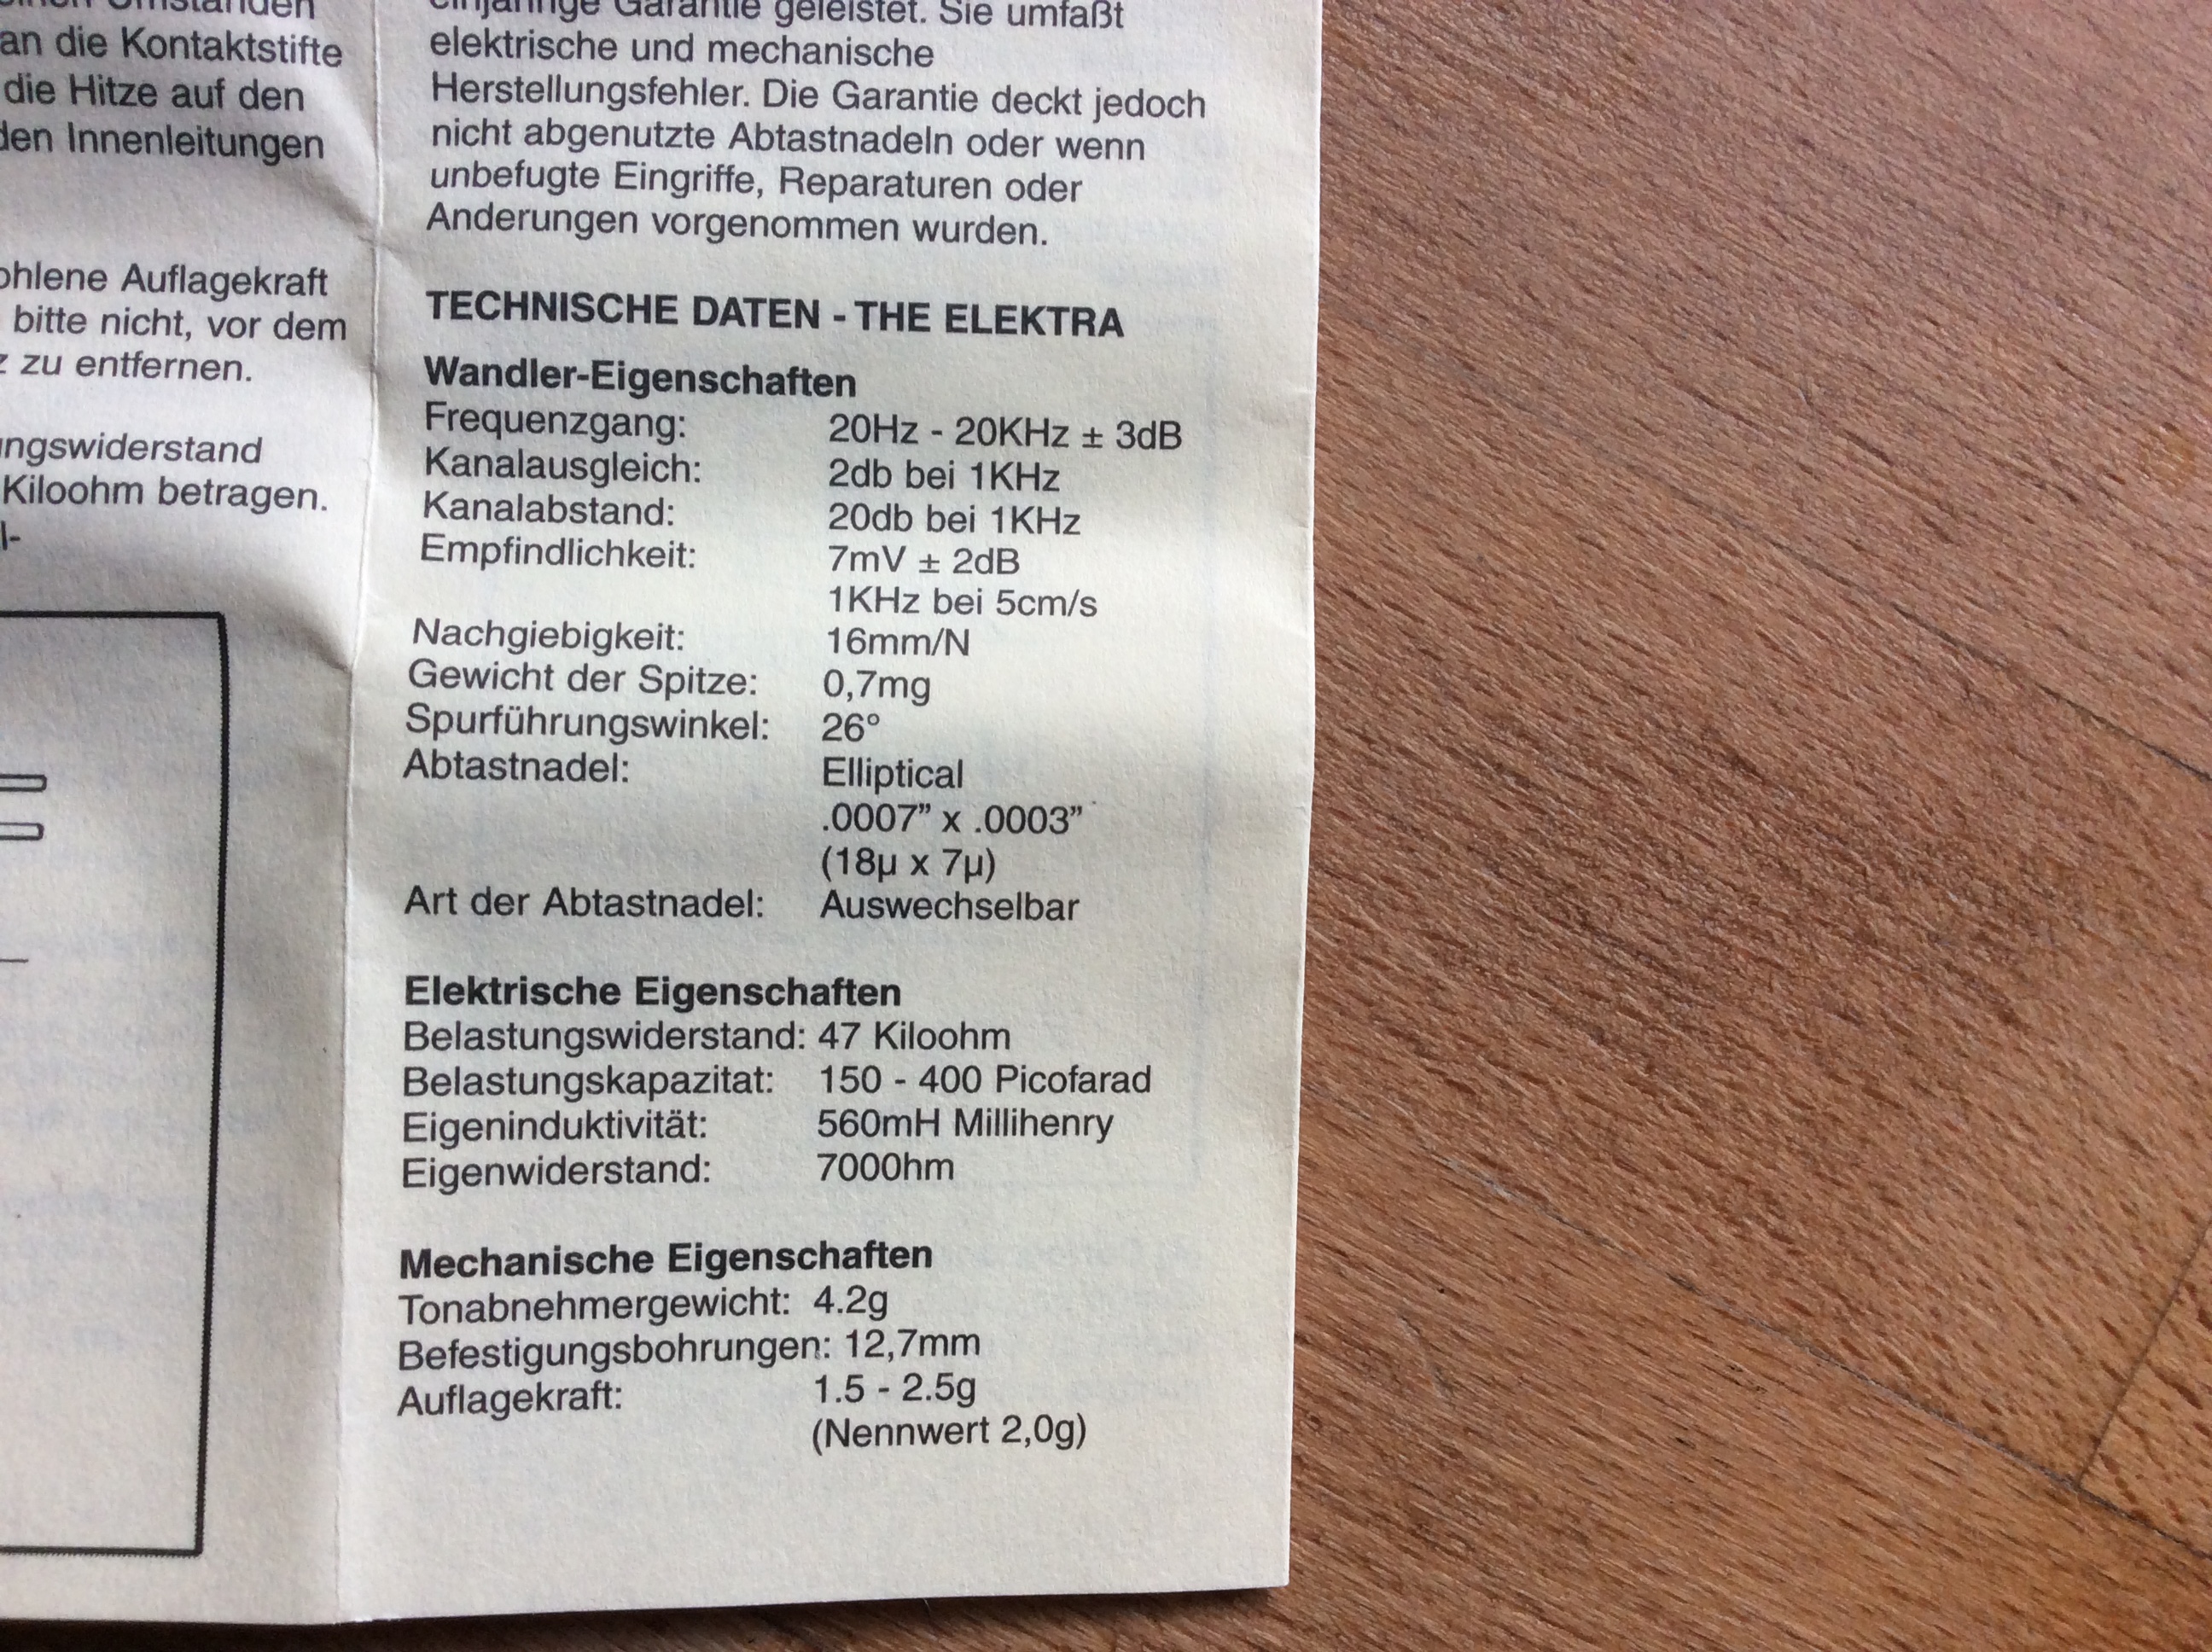 an die Kontaktstifte
die Hitze auf den
Innenleitungen
Auflagekraft
bitte nicht, vor dem
zu entfernen.
Kiloohm betragen.
einjährige Garantie geleistet. Sie umfaßt
elektrische und mechanische
Herstellungsfehler. Die Garantie deckt jedoch
nicht abgenutzte Abtastnadeln oder wenn
unbefugte Eingriffe, Reparaturen oder
Anderungen vorgenommen wurden.
TECHNISCHE DATEN - THE ELEKTRA
Wandler-Eigenschaften
Frequenzgang: 20Hz - 20KHz ± 3dB
Kanalausgleich: 2db bei 1KHz
Kanalabstand: 20db bei 1KHz
Empfindlichkeit: 7mV ± 2dB
1KHz bei 5cm/s
Nachgiebigkeit: 16mm/N
Gewicht der Spitze: 0,7mg
Spurführungswinkel: 26°
Abtastnadel: Elliptical
.0007” x .0003”
(18µ x 7µ)
Art der Abtastnadel: Auswechselbar
Elektrische Eigenschaften
Belastungswiderstand: 47 Kiloohm
Belastungskapazitat: 150 - 400 Picofarad
Eigeninduktivität: 560mH Millihenry
Eigenwiderstand: 7000hm
Mechanische Eigenschaften
Tonabnehmergewicht: 4.2g
Befestigungsbohrungen: 12,7mm
Auflagekraft: 1.5 - 2.5g
(Nennwert 2,0g)